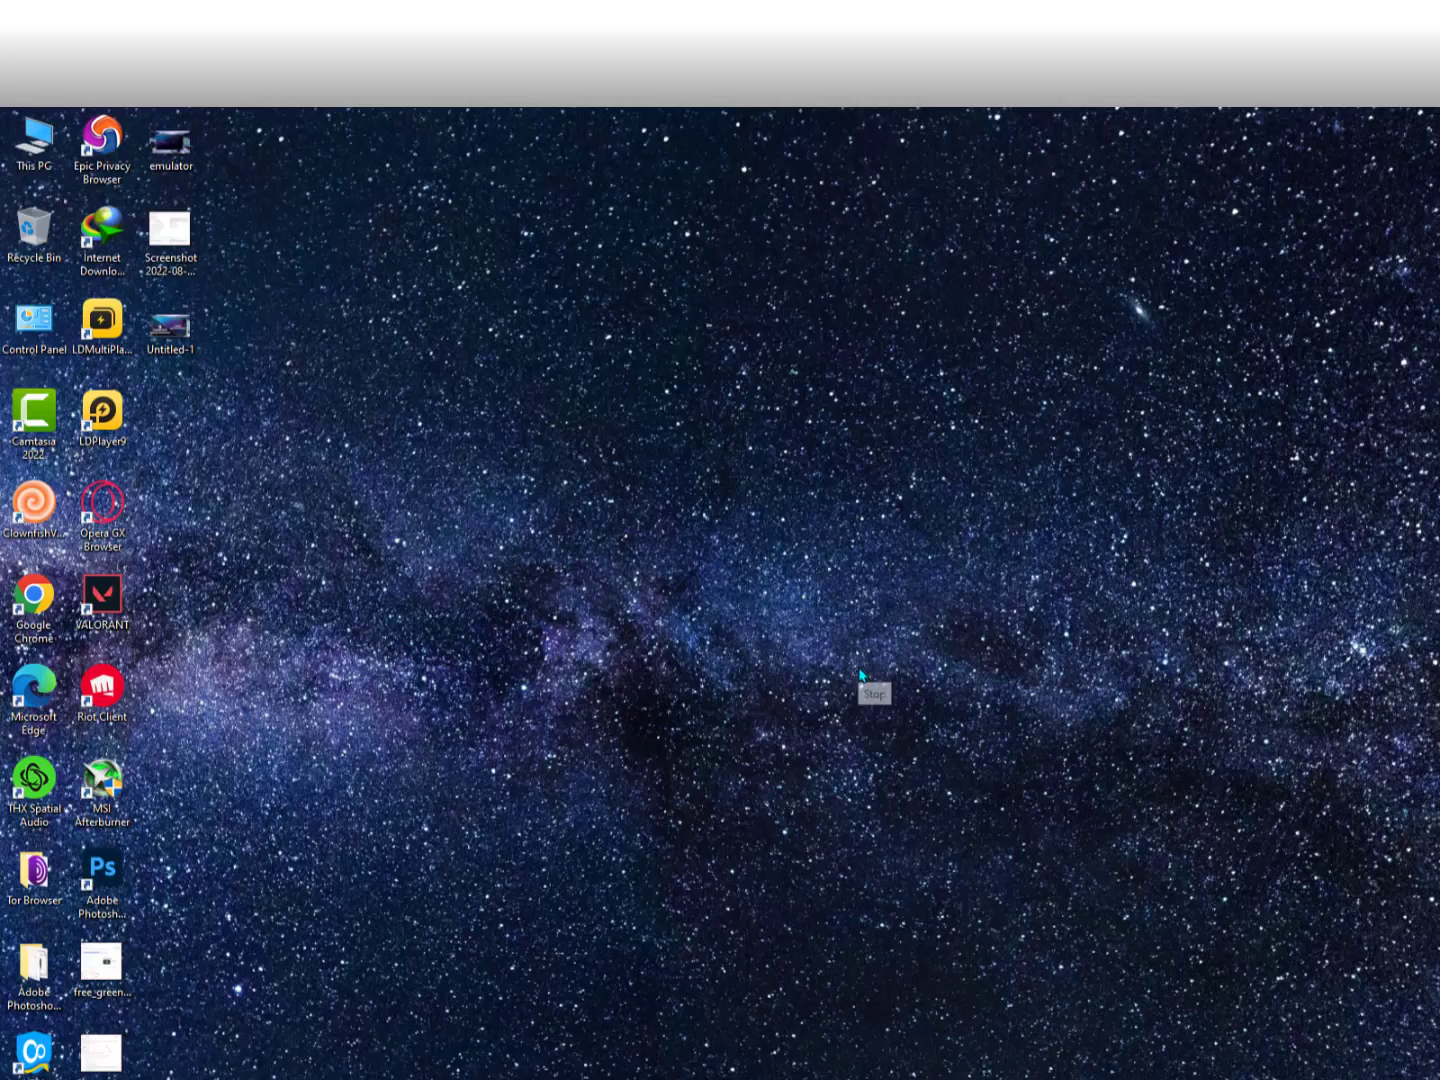 This PC
Epic Privacy
Browser
emulator
Recycle Bin
Internet
Downlo...
Screenshot
2022-08-...
Control Panel
LDMultiPla...
Untitled-1
Camtasia
2022
LDPlayer9
ClownfishV...
Opera GX
Browser
Google
Chrome
VALORANT
Microsoft
Edge
Riot Client
THX Spatial
Audio
MSI
Afterburner
Tor Browser
Ps
Adobe
Photosh...
Adobe
Photosho...
free_green...
Stop